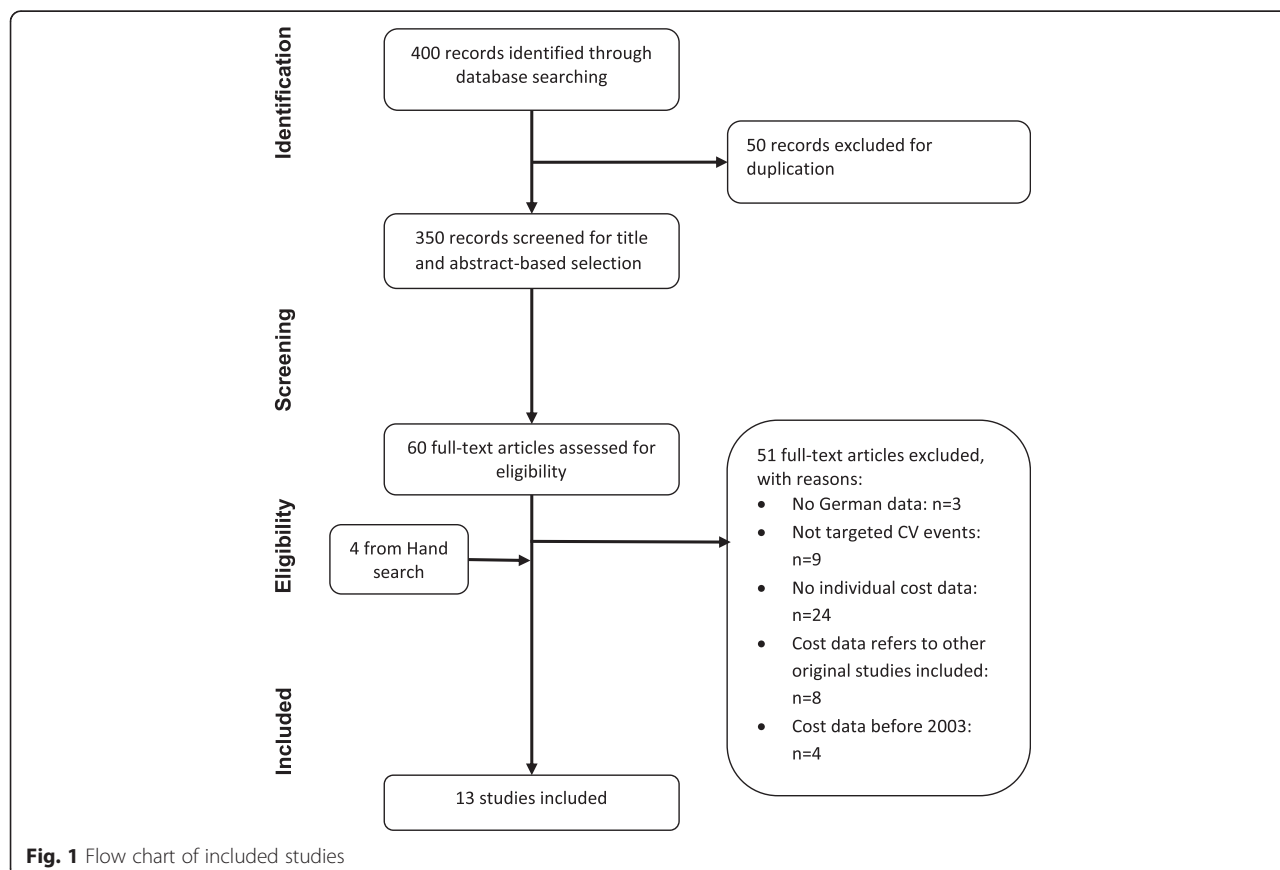 Identification
400 records identified through
database searching
50 records excluded for
duplication
350 records screened for title
and abstract-based selection
Screening
60 full-text articles assessed for
eligibility
Eligibility
4 from Hand
search
51 full-text articles excluded,
with reasons:
• No German data: n=3
• Not targeted CV events:
n=9
• No individual cost data:
n=24
• Cost data refers to other
original studies included:
n=8
• Cost data before 2003:
n=4
Included
13 studies included
Fig. 1 Flow chart of included studies